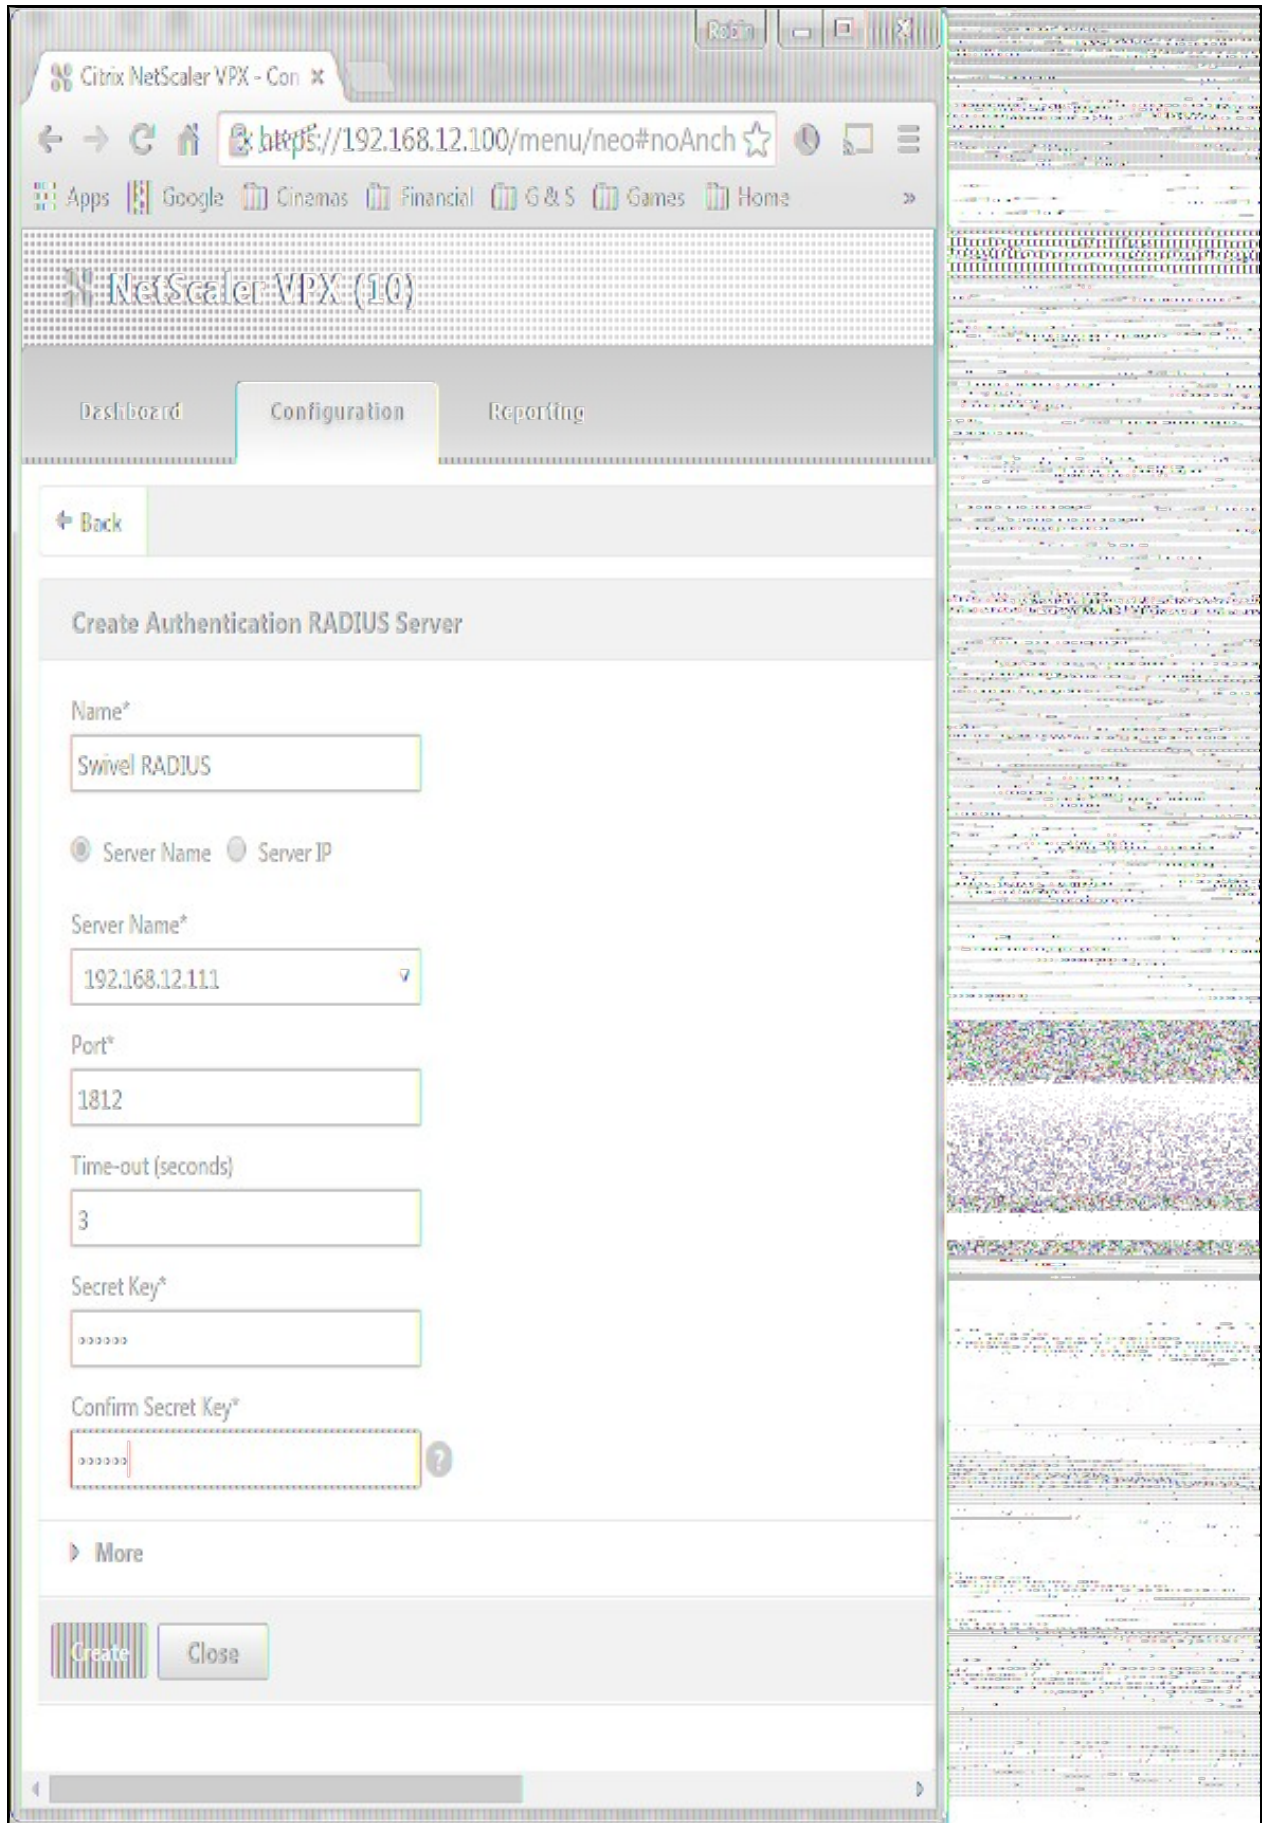 Robin
Citrix NetScaler VPX - Con
https://192.168.12.100/menu/neo#noAnch
Apps Google Cinemas Financial G & S Games Home »
NetScaler VPX (10)
Dashboard Configuration Reporting
Back
Create Authentication RADIUS Server
Name*
Swivel RADIUS
Server Name Server IP
Server Name*
192.168.12.111
Port*
1812
Time-out (seconds)
3
Secret Key*
Confirm Secret Key*
?
More
Create Close